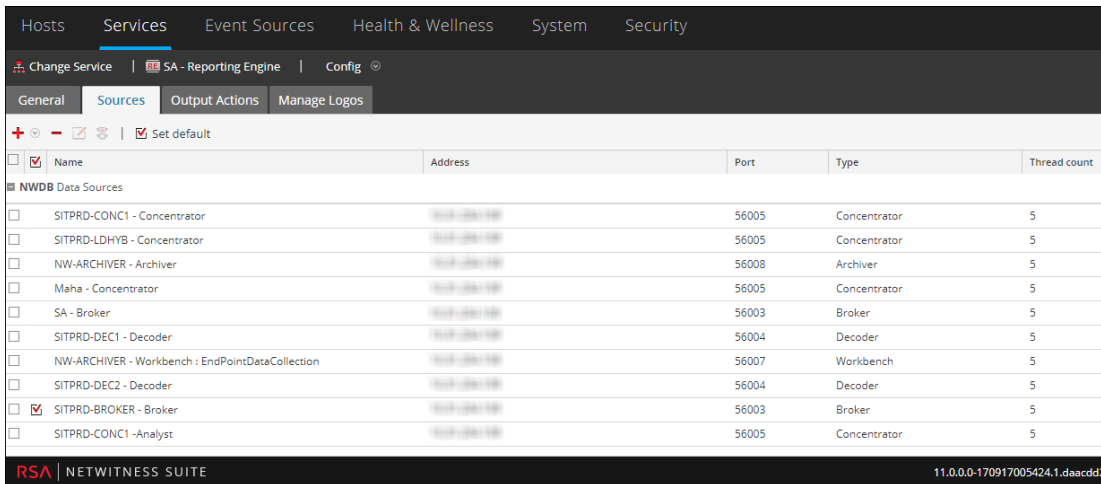 Hosts Services Event Sources Health & Wellness System Security
Change Service | RE SA - Reporting Engine | Config
General Sources Output Actions Manage Logos
Set default
Name Address Port Type Thread count
NWDB Data Sources
SITPRD-CONC1 - Concentrator 56005 Concentrator 5
SITPRD-LDHYB - Concentrator 56005 Concentrator 5
NW-ARCHIVER - Archiver 56008 Archiver 5
Maha - Concentrator 56005 Concentrator 5
SA - Broker 56003 Broker 5
SITPRD-DEC1 - Decoder 56004 Decoder 5
NW-ARCHIVER - Workbench : EndPointDataCollection 56007 Workbench 5
SITPRD-DEC2 - Decoder 56004 Decoder 5
SITPRD-BROKER - Broker 56003 Broker 5
SITPRD-CONC1 -Analyst 56005 Concentrator 5
RSA | NETWITNESS SUITE 11.0.0.0-170917005424.1.daacdd